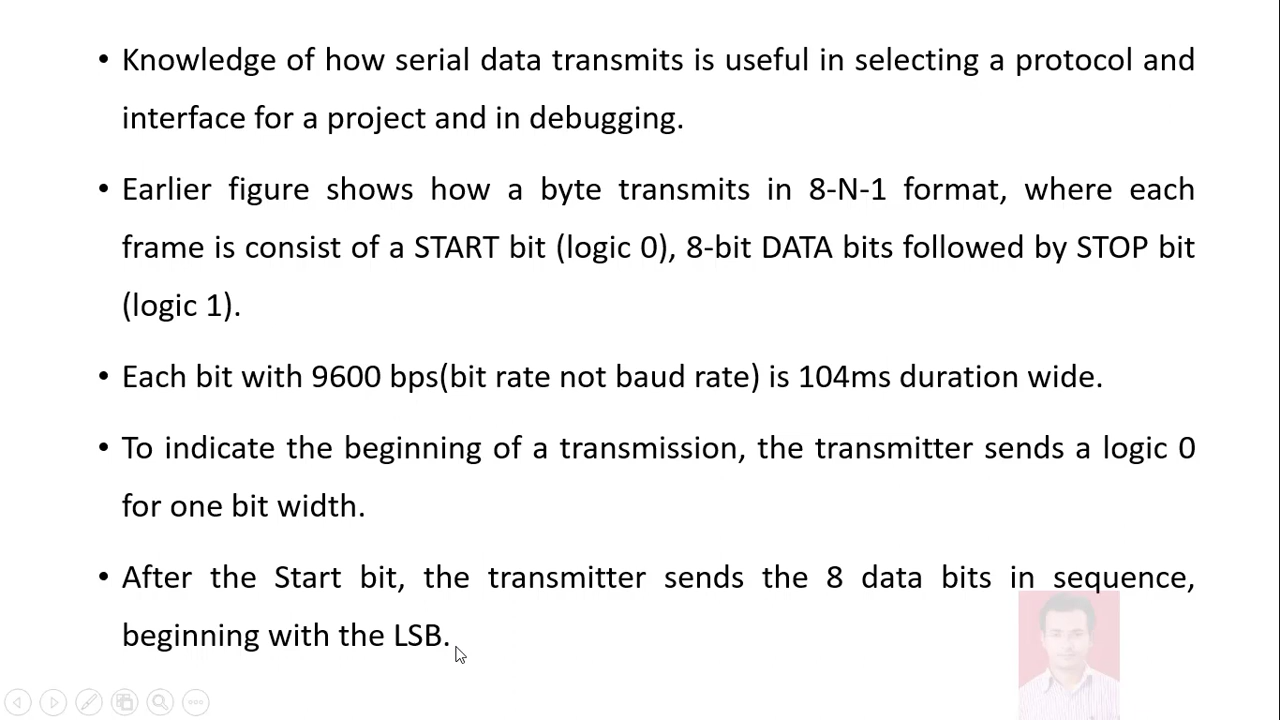 • Knowledge of how serial data transmits is useful in selecting a protocol and
interface for a project and in debugging.
• Earlier figure shows how a byte transmits in 8-N-1 format, where each
frame is consist of a START bit (logic 0), 8-bit DATA bits followed by STOP bit
(logic 1).
• Each bit with 9600 bps(bit rate not baud rate) is 104ms duration wide.
• To indicate the beginning of a transmission, the transmitter sends a logic 0
for one bit width.
• After the Start bit, the transmitter sends the 8 data bits in sequence,
beginning with the LSB.